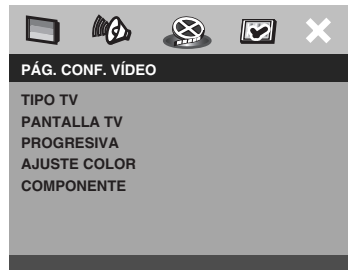 PÁG. CONF. VÍDEO
TIPO TV
PANTALLA TV
PROGRESIVA
AJUSTE COLOR
COMPONENTE